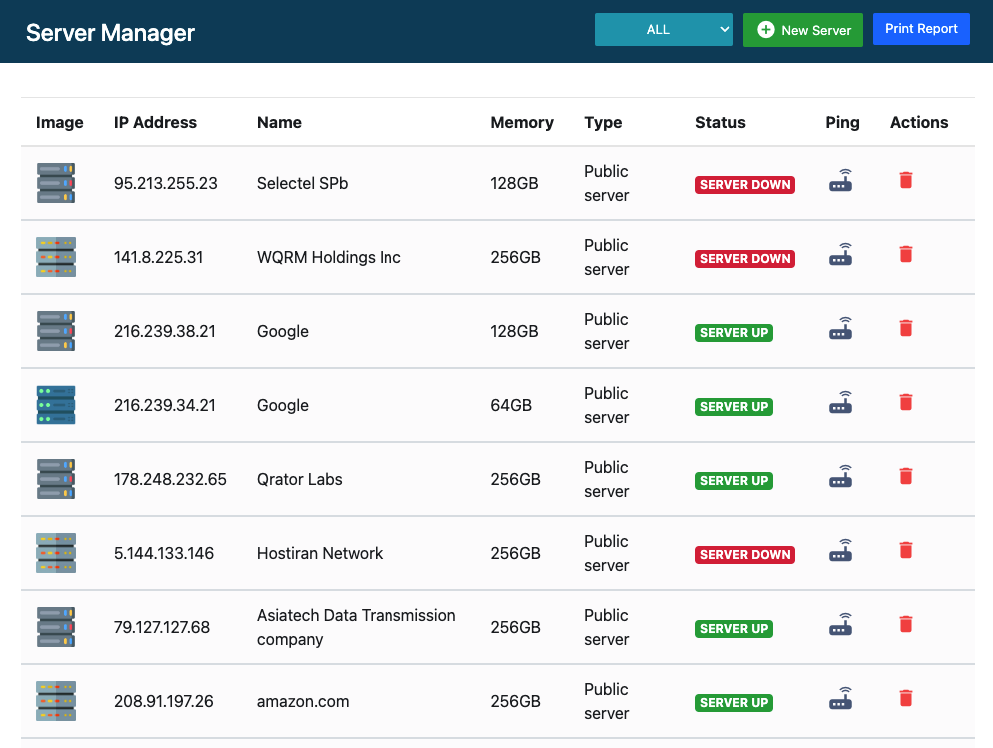 Server Manager
ALL
New Server
Print Report
Image IP Address Name Memory Type Status Ping Actions
95.213.255.23 Selectel SPb 128GB Public server SERVER DOWN
141.8.225.31 WQRM Holdings Inc 256GB Public server SERVER DOWN
216.239.38.21 Google 128GB Public server SERVER UP
216.239.34.21 Google 64GB Public server SERVER UP
178.248.232.65 Qrator Labs 256GB Public server SERVER UP
5.144.133.146 Hostiran Network 256GB Public server SERVER DOWN
79.127.127.68 Asiatech Data Transmission company 256GB Public server SERVER UP
208.91.197.26 amazon.com 256GB Public server SERVER UP